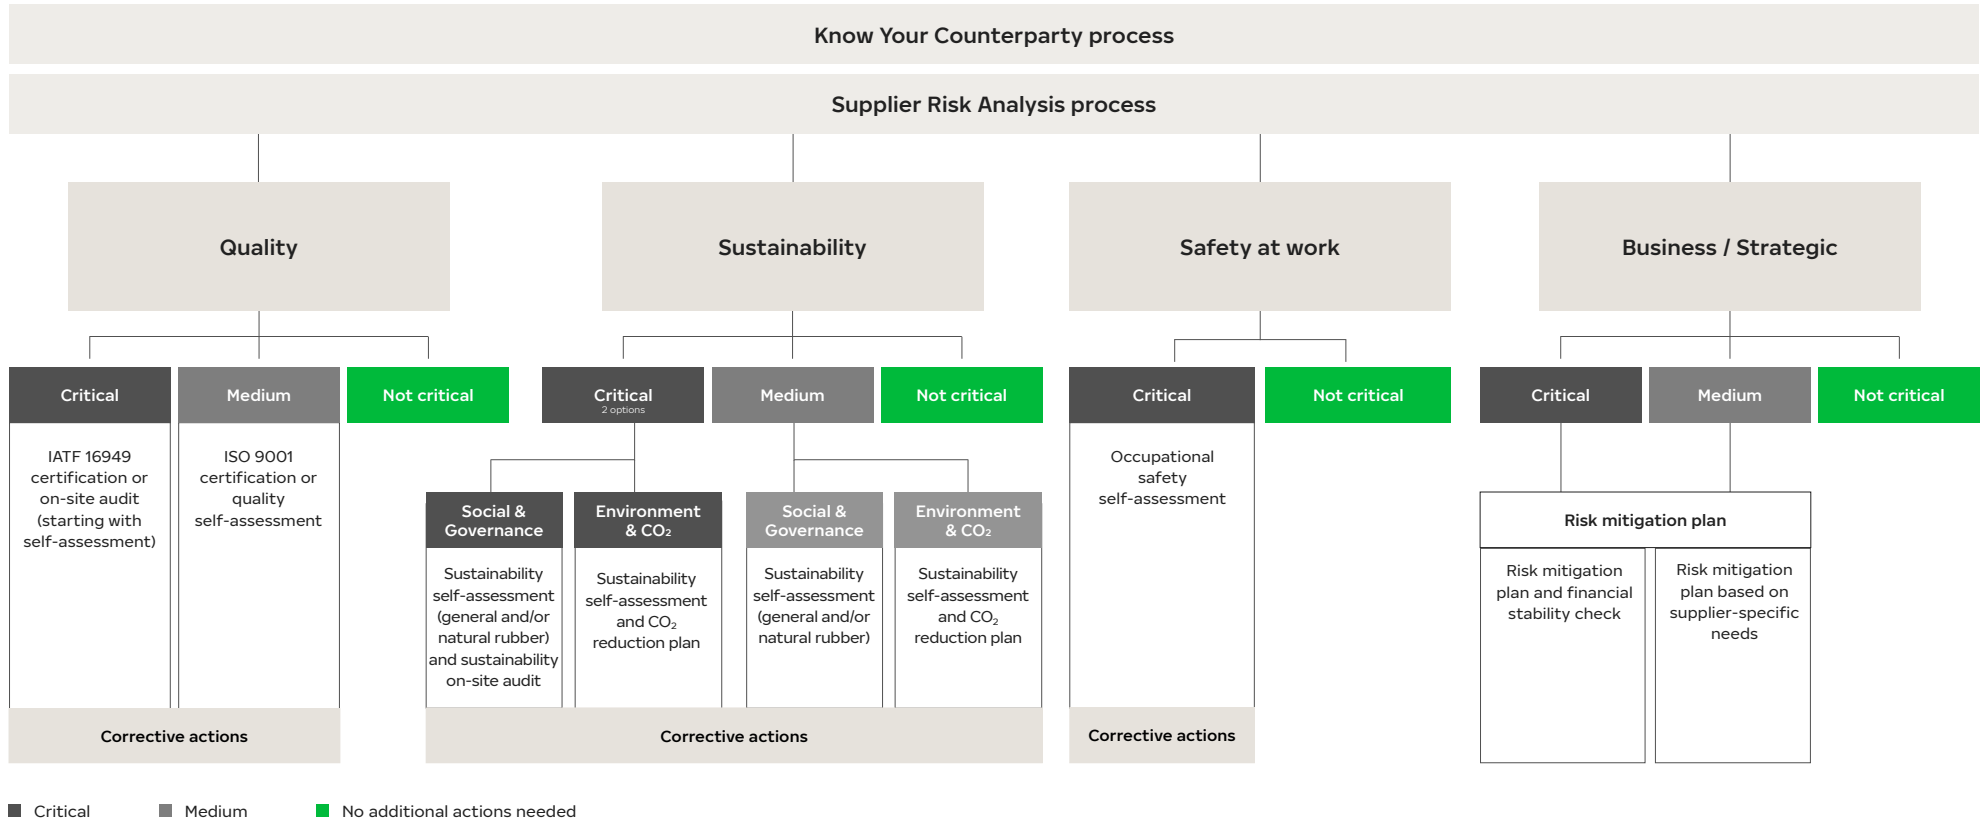 Know Your Counterparty process
Supplier Risk Analysis process
Quality
Sustainability
Safety at work
Business / Strategic
Critical
Medium
Not critical
Critical
2 options
Medium
Not critical
Critical
Not critical
Critical
Medium
Not critical
IATF 16949
certification or
on-site audit
(starting with
self-assessment)
ISO 9001
certification or
quality
self-assessment
Social &
Governance
Environment
& CO₂
Social &
Governance
Environment
& CO₂
Sustainability
self-assessment
(general and/or
natural rubber)
and sustainability
on-site audit
Sustainability
self-assessment
and CO₂
reduction plan
Sustainability
self-assessment
(general and/or
natural rubber)
Sustainability
self-assessment
and CO₂
reduction plan
Occupational
safety
self-assessment
Risk mitigation plan
Risk mitigation
plan and financial
stability check
Risk mitigation
plan based on
supplier-specific
needs
Corrective actions
Corrective actions
Corrective actions
Critical
Medium
No additional actions needed